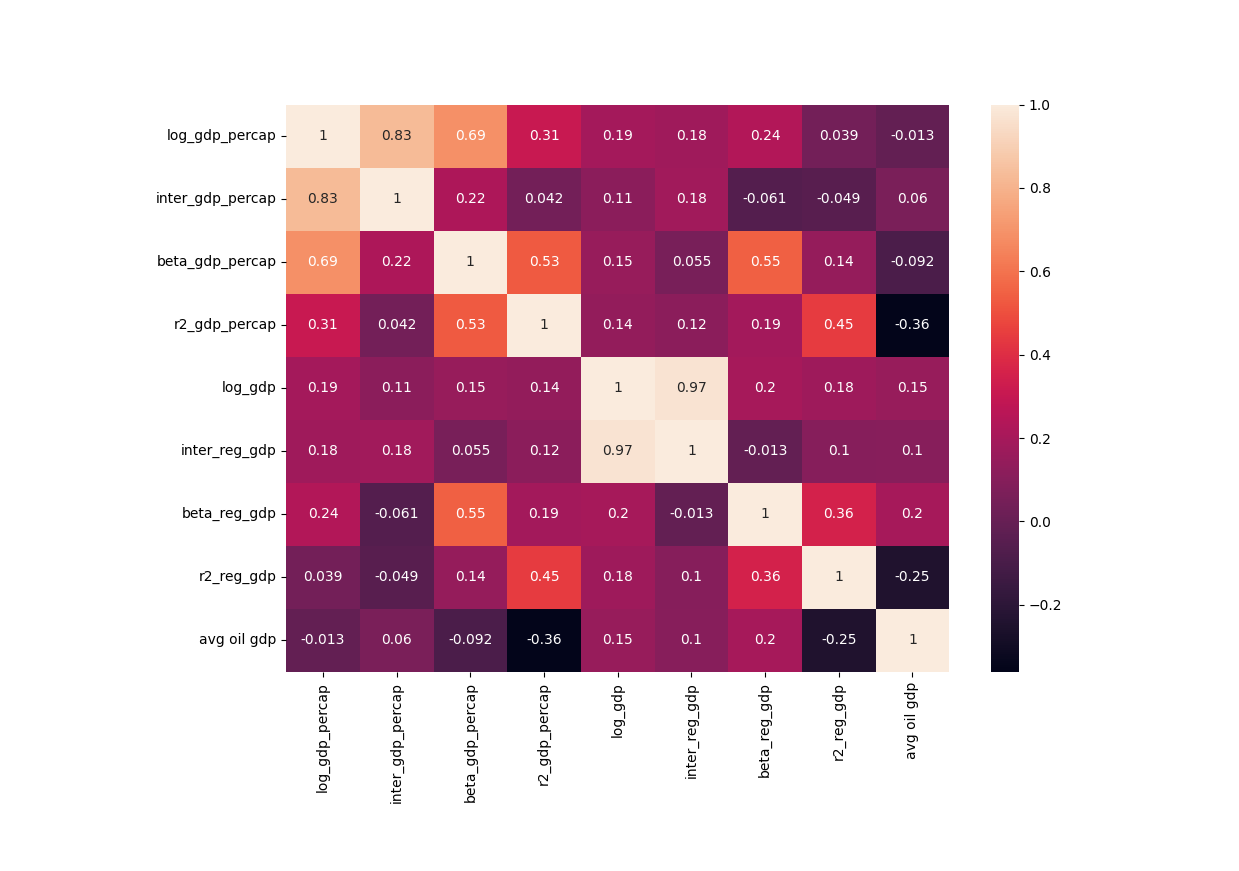 log_gdp_percap 1 0.83 0.69 0.31 0.19 0.18 0.24 0.039 -0.013
inter_gdp_percap 0.83 1 0.22 0.042 0.11 0.18 -0.061 -0.049 0.06
beta_gdp_percap 0.69 0.22 1 0.53 0.15 0.055 0.55 0.14 -0.092
r2_gdp_percap 0.31 0.042 0.53 1 0.14 0.12 0.19 0.45 -0.36
log_gdp 0.19 0.11 0.15 0.14 1 0.97 0.2 0.18 0.15
inter_reg_gdp 0.18 0.18 0.055 0.12 0.97 1 -0.013 0.1 0.1
beta_reg_gdp 0.24 -0.061 0.55 0.19 0.2 -0.013 1 0.36 0.2
r2_reg_gdp 0.039 -0.049 0.14 0.45 0.18 0.1 0.36 1 -0.25
avg oil gdp -0.013 0.06 -0.092 -0.36 0.15 0.1 0.2 -0.25 1
log_gdp_percap
inter_gdp_percap
beta_gdp_percap
r2_gdp_percap
log_gdp
inter_reg_gdp
beta_reg_gdp
r2_reg_gdp
avg oil gdp
1.0
0.8
0.6
0.4
0.2
0.0
−0.2